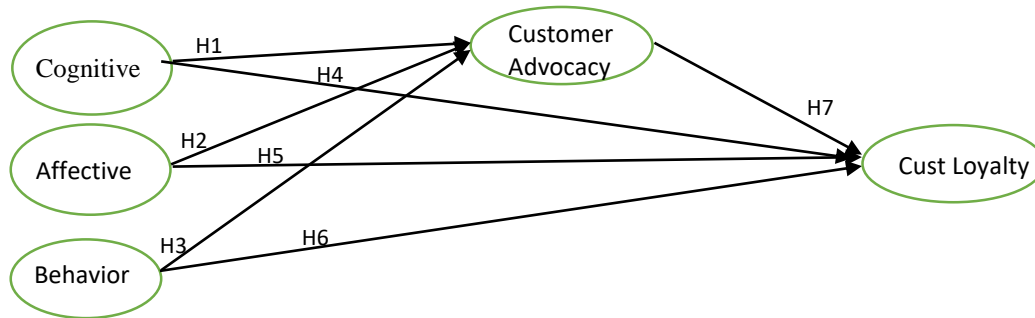 Cognitive
H1
Customer
Advocacy
H4
H7
H2
Affective
H5
Cust Loyalty
H3
H6
Behavior